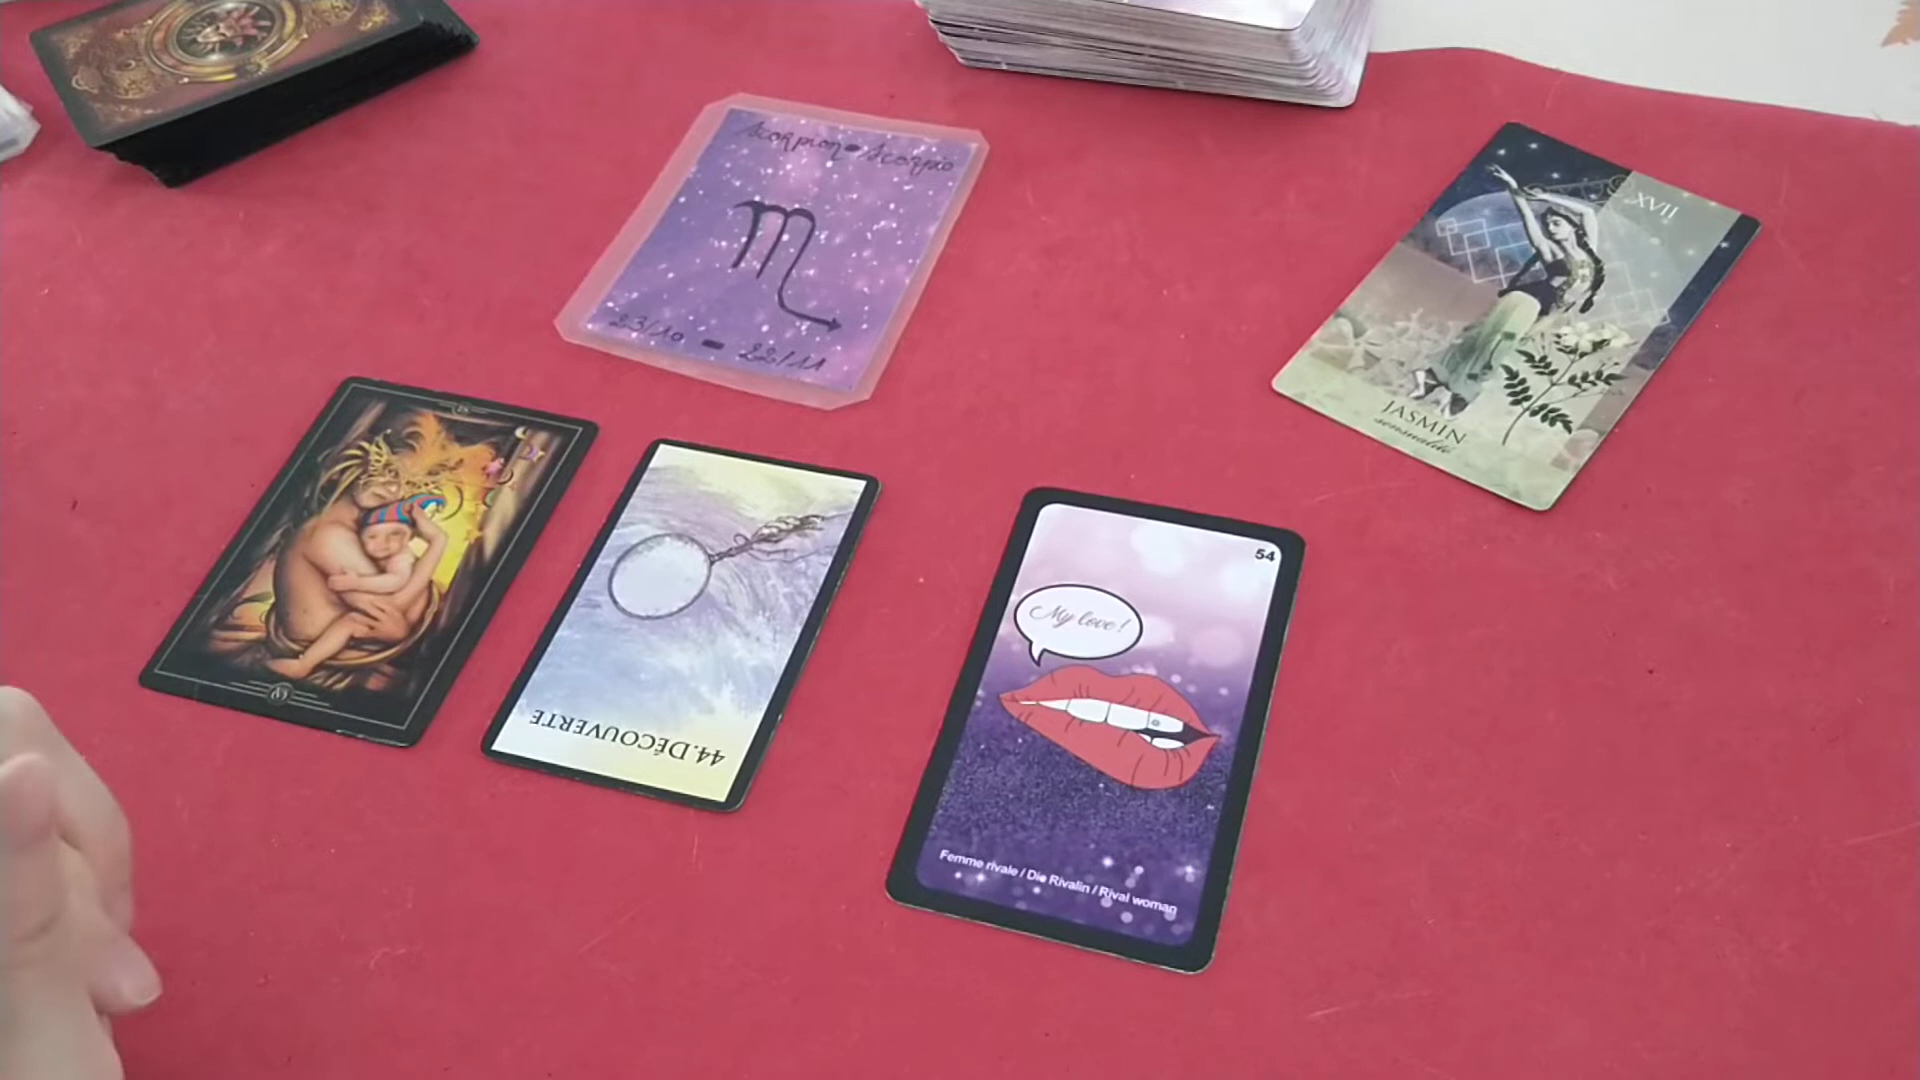 Scorpion - Scorpio
23/10 - 22/11
XVII
JASMIN
sensualité
44. DÉCOUVERTE
54
My love!
Femme rivale / Die Rivalin / Rival woman